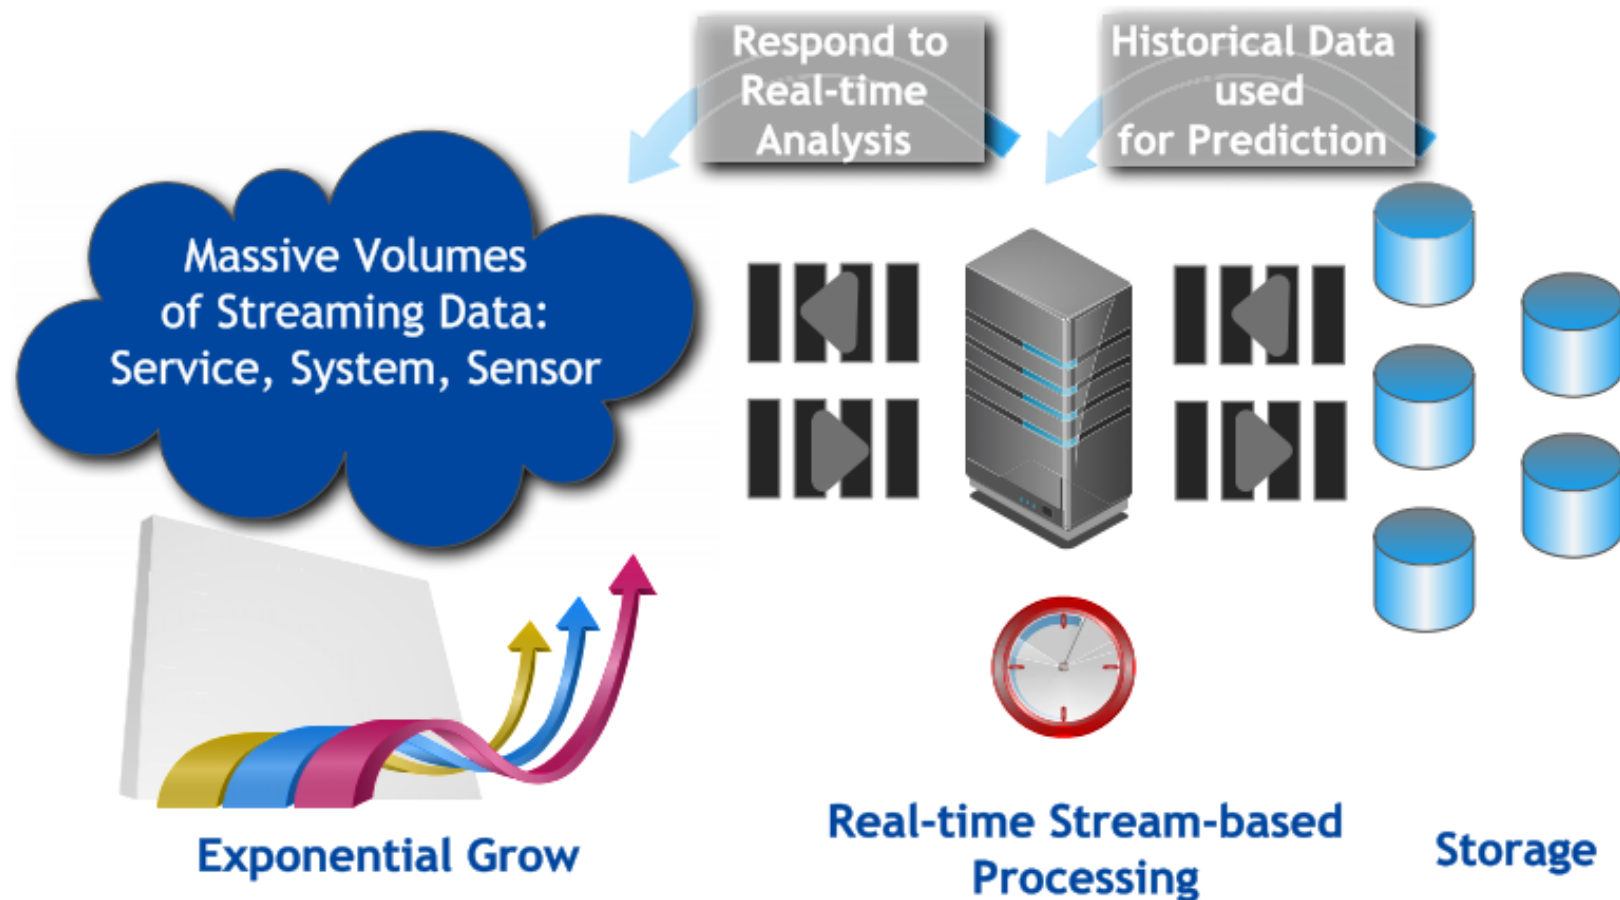 Respond to
Real-time
Analysis
Historical Data
used
for Prediction
Massive Volumes
of Streaming Data:
Service, System, Sensor
Exponential Grow
Real-time Stream-based
Processing
Storage